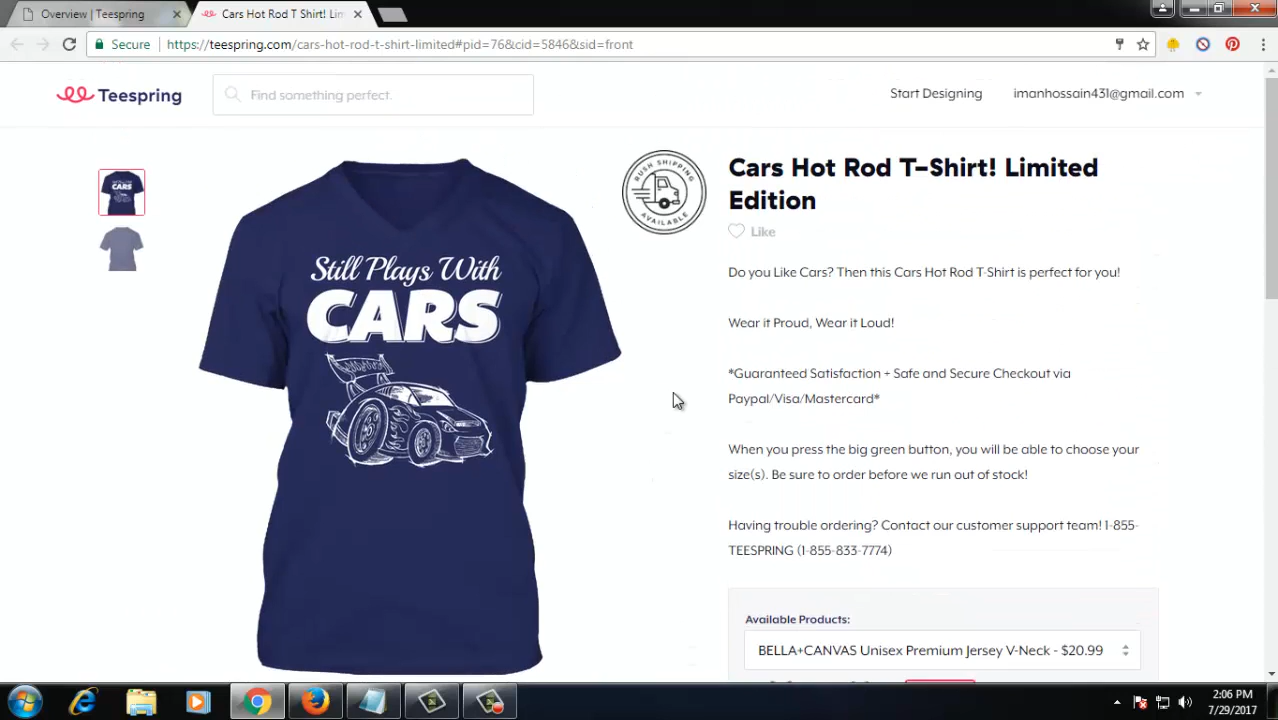 Overview | Teespring
Cars Hot Rod T Shirt! Lim
Secure
https://teespring.com/cars-hot-rod-t-shirt-limited#pid=76&cid=5846&sid=front
Teespring
Find something perfect.
Start Designing
imanhossain431@gmail.com
Still Plays With
CARS
RUSH SHIPPING
AVAILABLE
Cars Hot Rod T-Shirt! Limited
Edition
Like
Do you Like Cars? Then this Cars Hot Rod T-Shirt is perfect for you!
Wear it Proud, Wear it Loud!
*Guaranteed Satisfaction + Safe and Secure Checkout via
Paypal/Visa/Mastercard*
When you press the big green button, you will be able to choose your
size(s). Be sure to order before we run out of stock!
Having trouble ordering? Contact our customer support team! 1-855-
TEESPRING (1-855-833-7774)
Available Products:
BELLA+CANVAS Unisex Premium Jersey V-Neck - $20.99
2:06 PM
7/29/2017